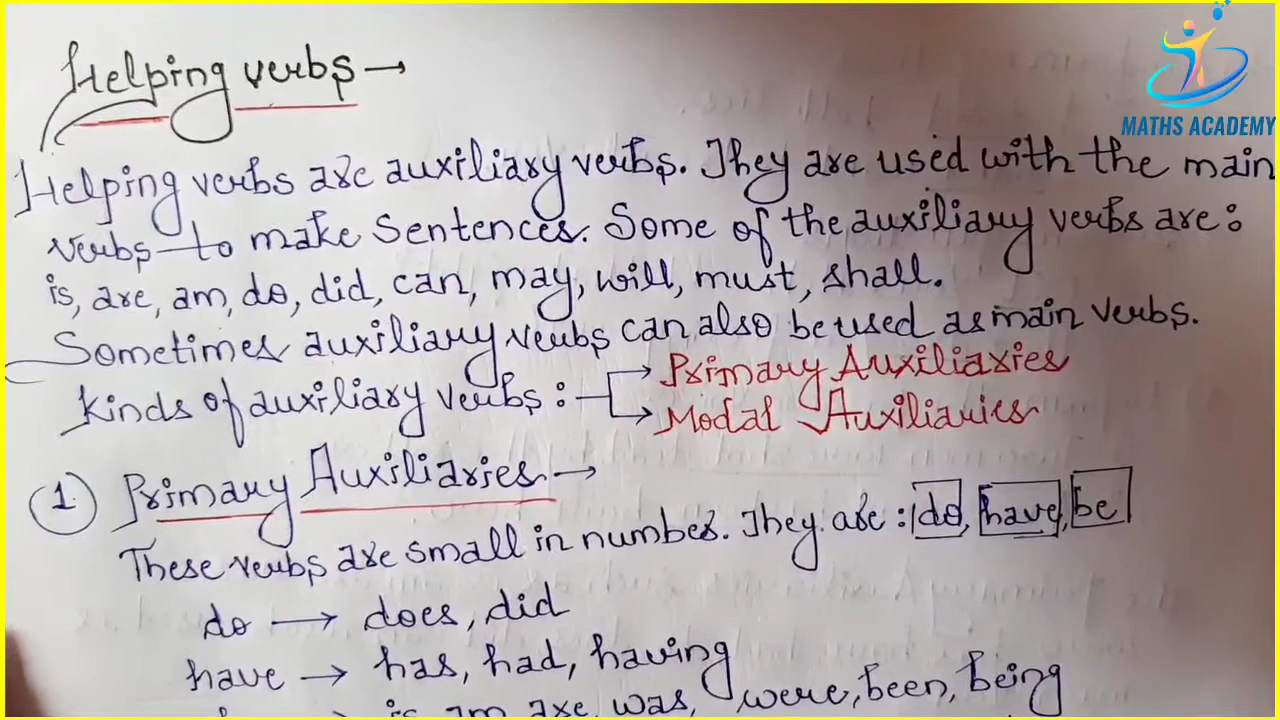 MATHS ACADEMY
Helping verbs →
Helping verbs are auxiliary verbs. They are used with the main
verbs to make Sentences. Some of the auxiliary verbs are:
is, are, am, do, did, can, may, will, must, shall.
Sometimes auxiliary verbs can also be used as main verbs.
Kinds of auxiliary verbs: → Primary Auxiliaries
→ Modal Auxiliaries
1. Primary Auxiliaries →
These verbs are small in number. They are: do, have, be
do → does, did
have → has, had, having
is, am, are, was, were, been, being